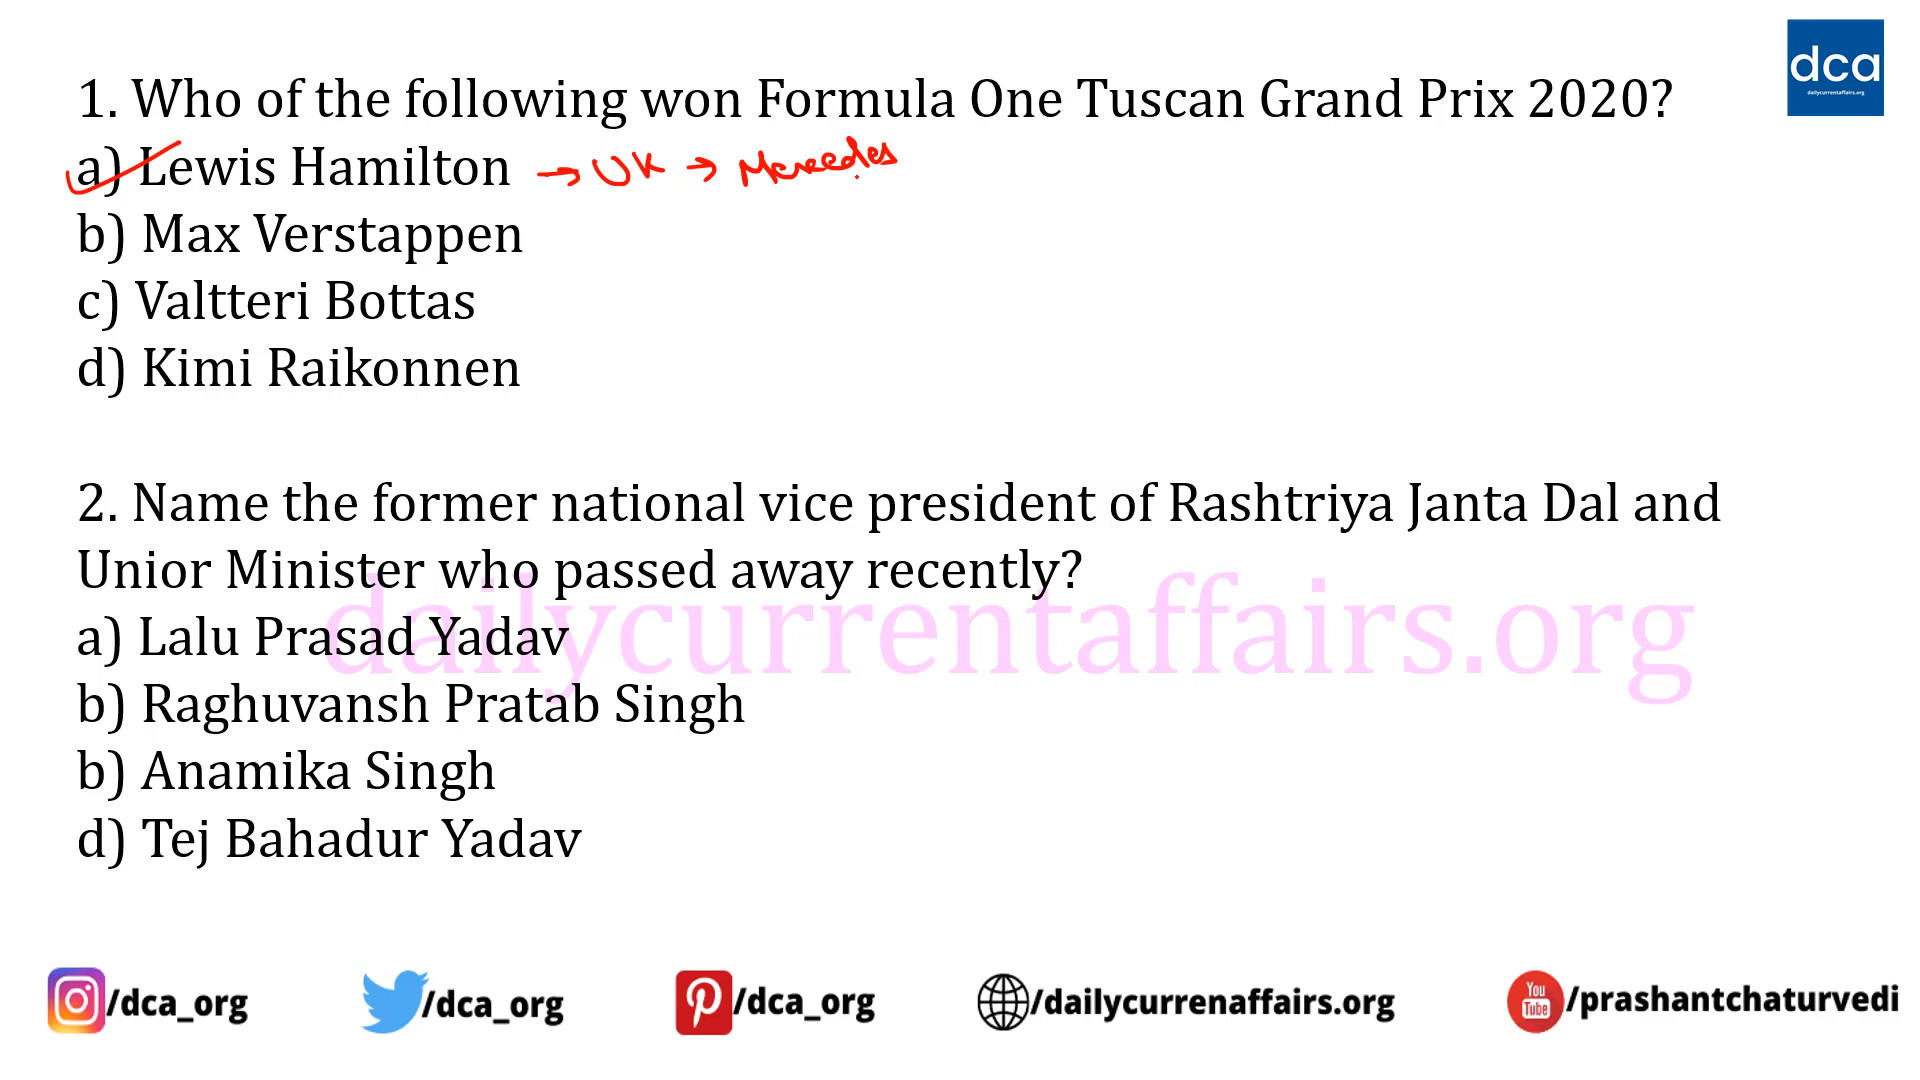 dca
dailycurrentaffairs.org
1. Who of the following won Formula One Tuscan Grand Prix 2020?
a) Lewis Hamilton → UK → Mercedes
b) Max Verstappen
c) Valtteri Bottas
d) Kimi Raikonnen
2. Name the former national vice president of Rashtriya Janta Dal and
Unior Minister who passed away recently?
dailycurrentaffairs.org
a) Lalu Prasad Yadav
b) Raghuvansh Pratab Singh
b) Anamika Singh
d) Tej Bahadur Yadav
/dca_org /dca_org /dca_org /dailycurrenaffairs.org You Tube /prashantchaturvedi